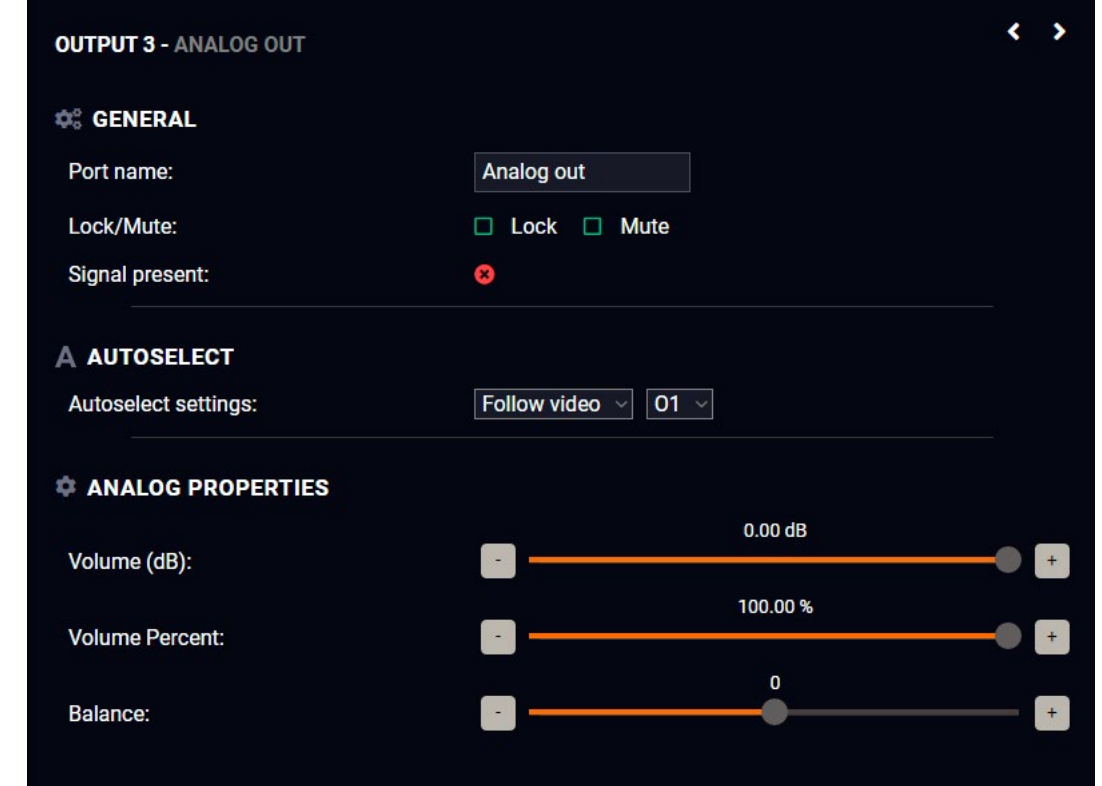 OUTPUT 3 - ANALOG OUT
GENERAL
Port name: Analog out
Lock/Mute: Lock Mute
Signal present:
A AUTOSELECT
Autoselect settings: Follow video O1
ANALOG PROPERTIES
0.00 dB
Volume (dB): - +
100.00 %
Volume Percent: - +
0
Balance: - +